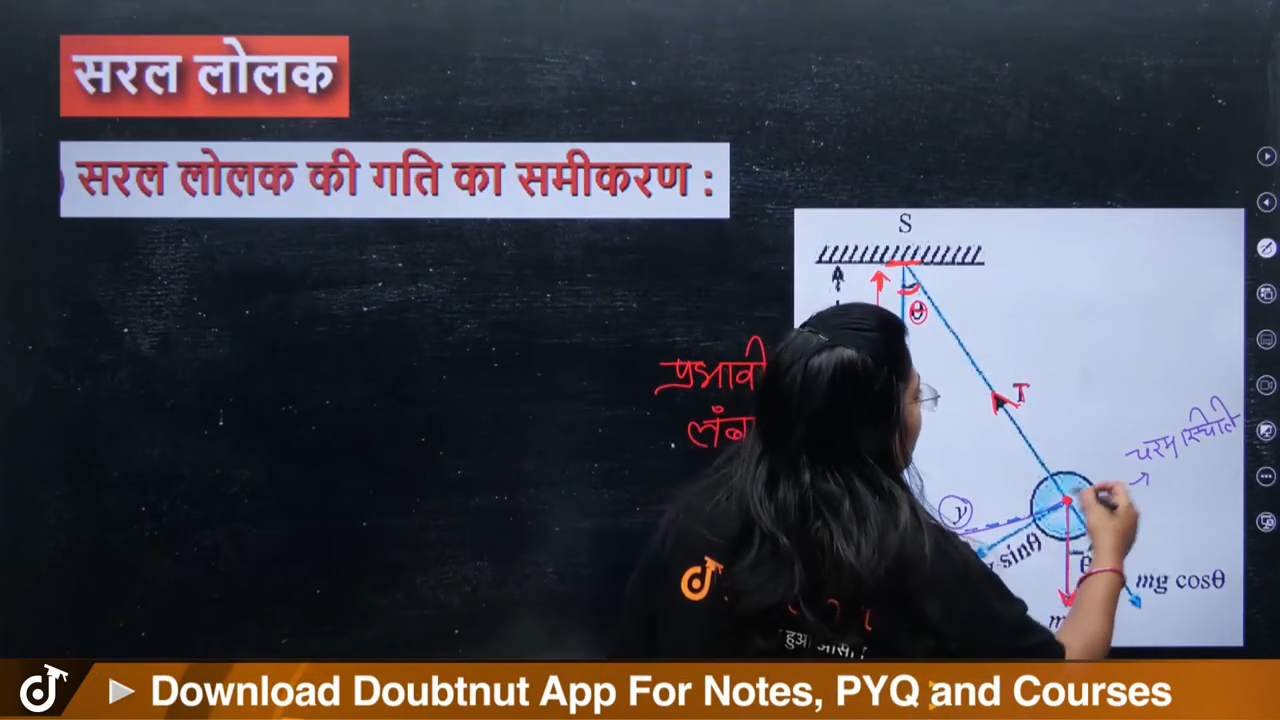 सरल लोलक
सरल लोलक की गति का समीकरण :
S
θ
T
चरम स्थिति
y
sinθ
θ
mg cosθ
हुआ
Download Doubtnut App For Notes, PYQ and Courses